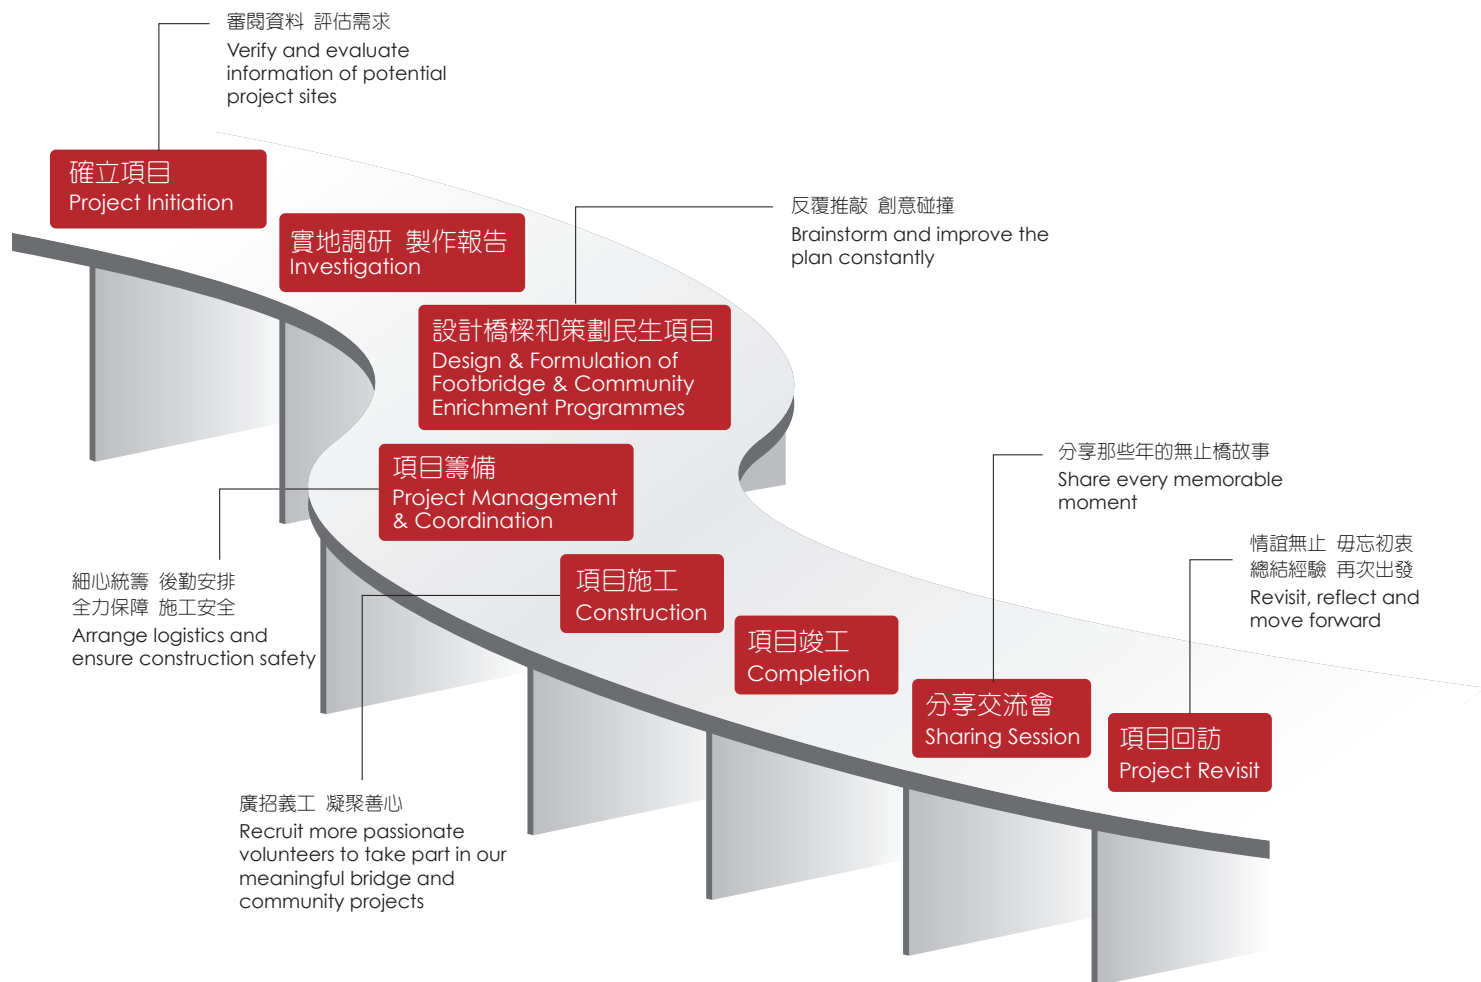 審閱資料 評估需求
Verify and evaluate
information of potential
project sites
確立項目
Project Initiation
實地調研 製作報告
Investigation
反覆推敲 創意碰撞
Brainstorm and improve the
plan constantly
設計橋樑和策劃民生項目
Design & Formulation of
Footbridge & Community
Enrichment Programmes
項目籌備
Project Management
& Coordination
細心統籌 後勤安排
全力保障 施工安全
Arrange logistics and
ensure construction safety
項目施工
Construction
廣招義工 凝聚善心
Recruit more passionate
volunteers to take part in our
meaningful bridge and
community projects
項目竣工
Completion
分享那些年的無止橋故事
Share every memorable
moment
分享交流會
Sharing Session
情誼無止 毋忘初衷
總結經驗 再次出發
Revisit, reflect and
move forward
項目回訪
Project Revisit